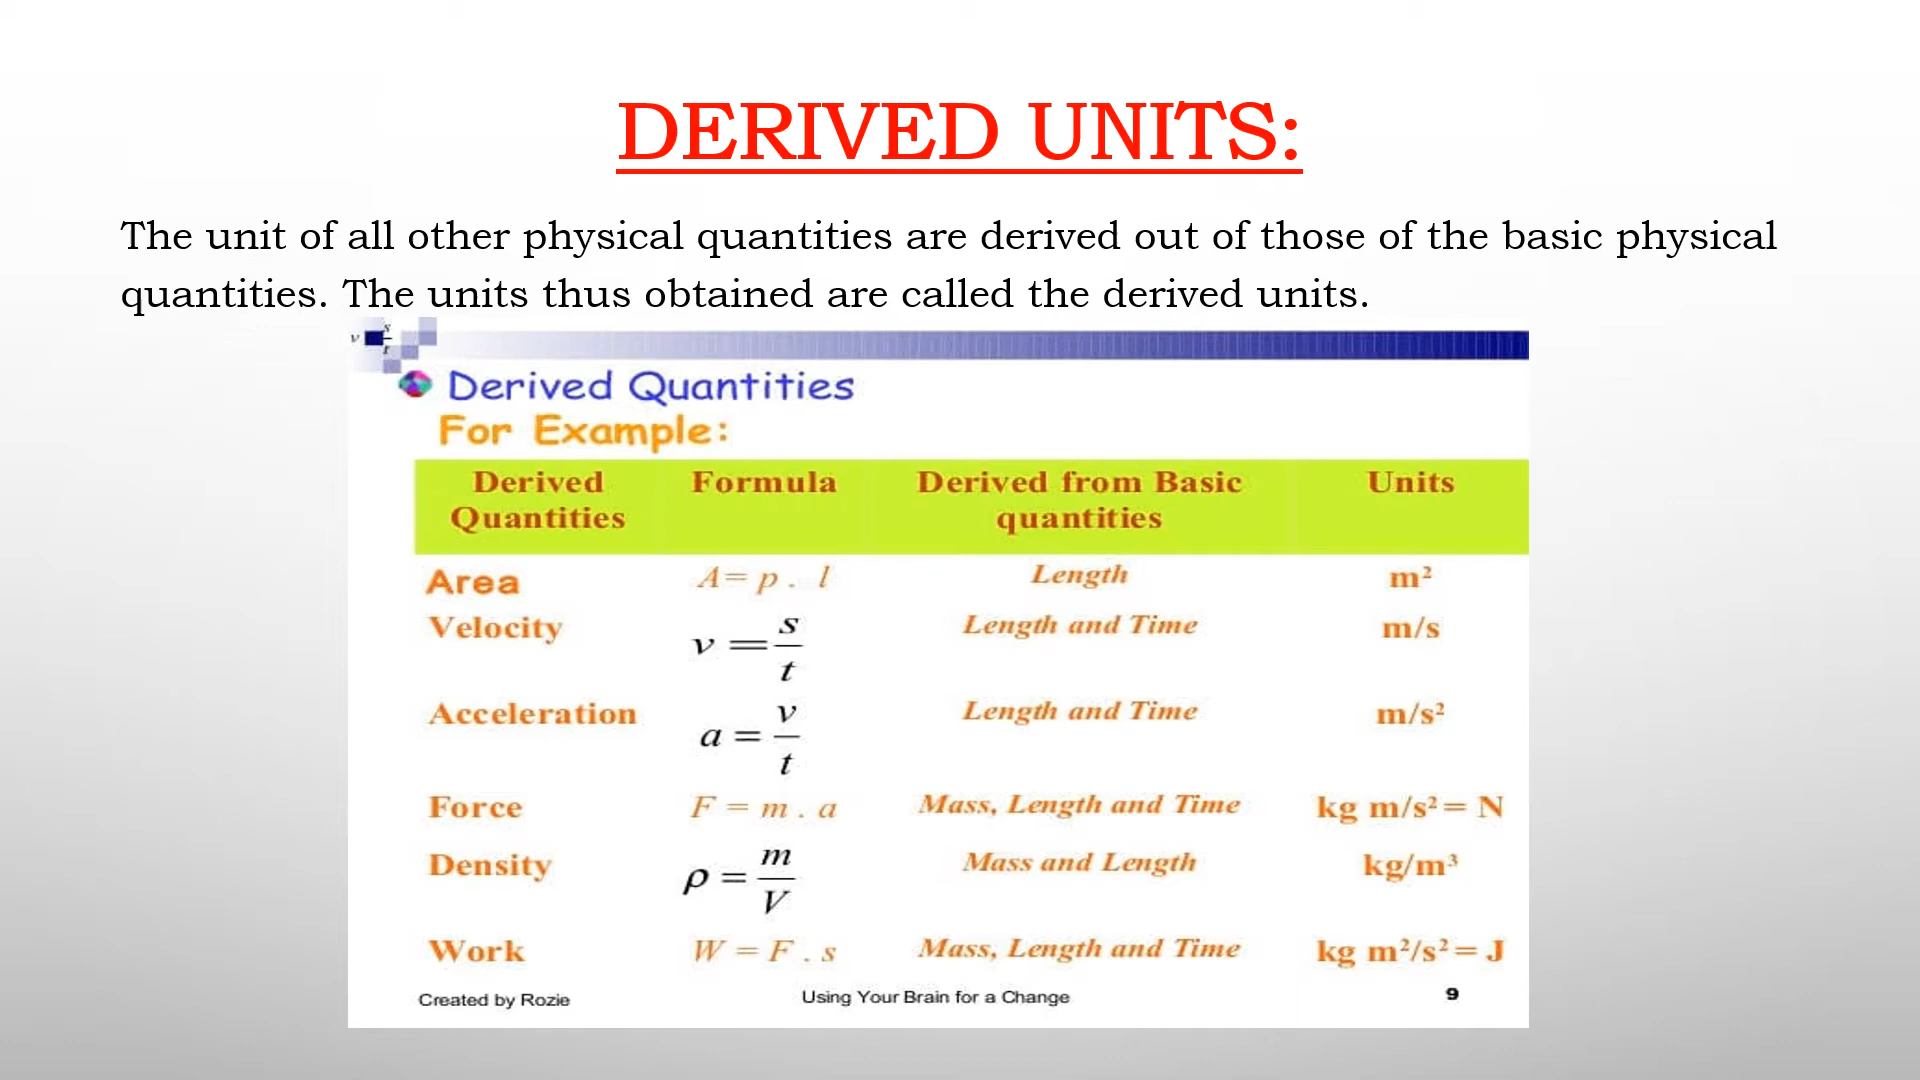 DERIVED UNITS:
The unit of all other physical quantities are derived out of those of the basic physical
quantities. The units thus obtained are called the derived units.
v s
t
Derived Quantities
For Example:
Derived Quantities Formula Derived from Basic quantities Units
Area A= p . l Length m²
Velocity v = s/t Length and Time m/s
Acceleration a = v/t Length and Time m/s²
Force F = m . a Mass, Length and Time kg m/s² = N
Density ρ = m/V Mass and Length kg/m³
Work W = F . s Mass, Length and Time kg m²/s² = J
Created by Rozie Using Your Brain for a Change 9